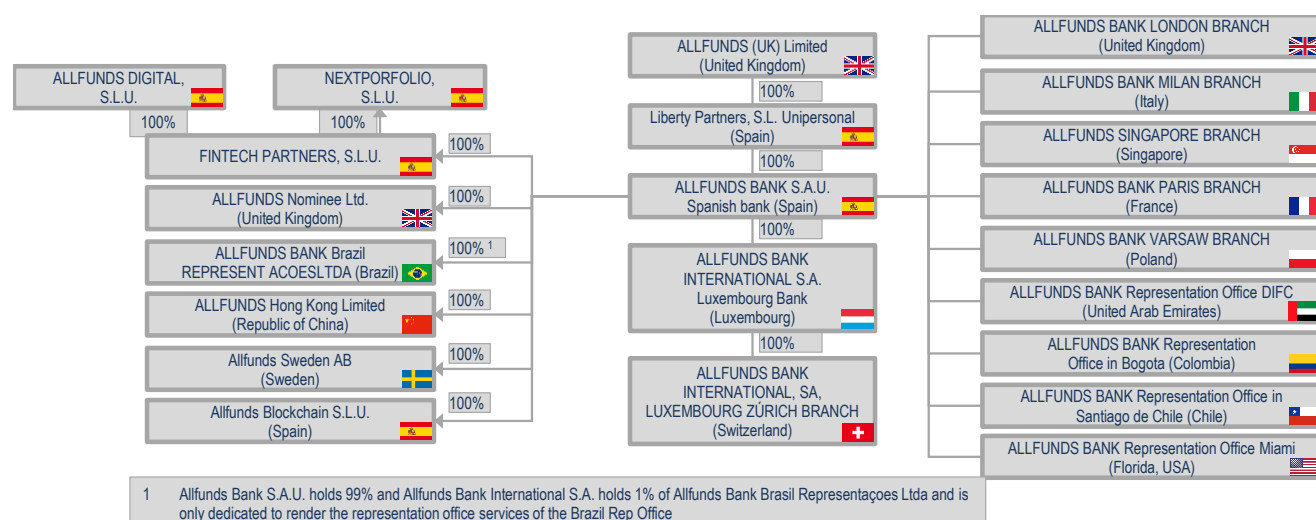 ALLFUNDS DIGITAL,
S.L.U.
NEXTPORFOLIO,
S.L.U.
100%
100%
FINTECH PARTNERS, S.L.U.
100%
ALLFUNDS Nominee Ltd.
(United Kingdom)
100%
ALLFUNDS BANK Brazil
REPRESENT ACOESLTDA (Brazil)
100% 1
ALLFUNDS Hong Kong Limited
(Republic of China)
100%
Allfunds Sweden AB
(Sweden)
100%
Allfunds Blockchain S.L.U.
(Spain)
100%
ALLFUNDS (UK) Limited
(United Kingdom)
100%
Liberty Partners, S.L. Unipersonal
(Spain)
100%
ALLFUNDS BANK S.A.U.
Spanish bank (Spain)
100%
ALLFUNDS BANK
INTERNATIONAL S.A.
Luxembourg Bank
(Luxembourg)
100%
ALLFUNDS BANK
INTERNATIONAL, SA,
LUXEMBOURG ZÚRICH BRANCH
(Switzerland)
ALLFUNDS BANK LONDON BRANCH
(United Kingdom)
ALLFUNDS BANK MILAN BRANCH
(Italy)
ALLFUNDS SINGAPORE BRANCH
(Singapore)
ALLFUNDS BANK PARIS BRANCH
(France)
ALLFUNDS BANK VARSAW BRANCH
(Poland)
ALLFUNDS BANK Representation Office DIFC
(United Arab Emirates)
ALLFUNDS BANK Representation
Office in Bogota (Colombia)
ALLFUNDS BANK Representation Office in
Santiago de Chile (Chile)
ALLFUNDS BANK Representation Office Miami
(Florida, USA)
1 Allfunds Bank S.A.U. holds 99% and Allfunds Bank International S.A. holds 1% of Allfunds Bank Brasil Representaçoes Ltda and is
only dedicated to render the representation office services of the Brazil Rep Office